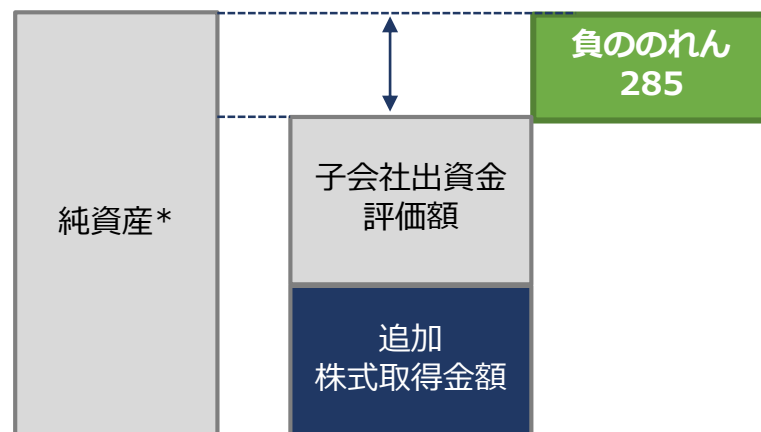 負ののれん
285
子会社出資金
評価額
純資産*
追加
株式取得金額